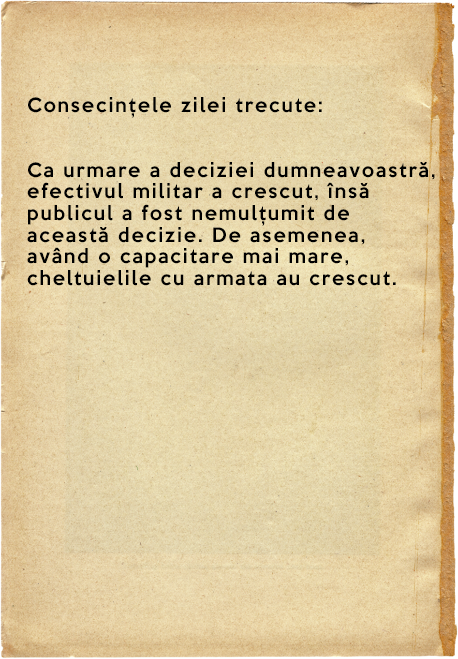 Consecințele zilei trecute:
Ca urmare a deciziei dumneavoastră,
efectivul militar a crescut, însă
publicul a fost nemulțumit de
această decizie. De asemenea,
având o capacitare mai mare,
cheltuielile cu armata au crescut.